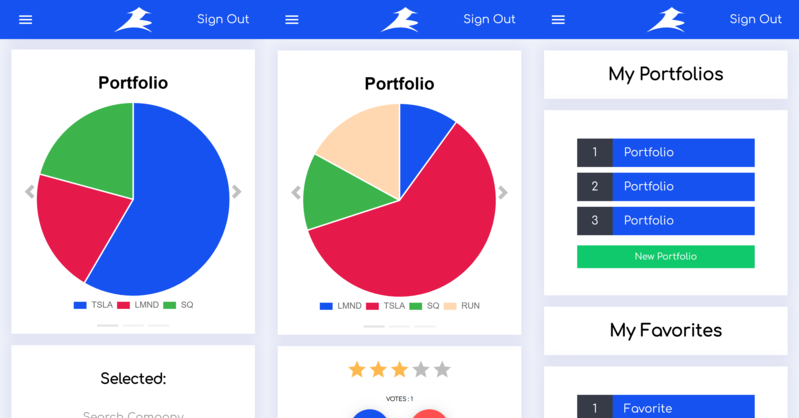 Sign Out
Portfolio
TSLA LMND SQ
Selected:
Search Company
Sign Out
Portfolio
LMND TSLA SQ RUN
VOTES : 1
Sign Out
My Portfolios
1 Portfolio
2 Portfolio
3 Portfolio
New Portfolio
My Favorites
1 Favorite